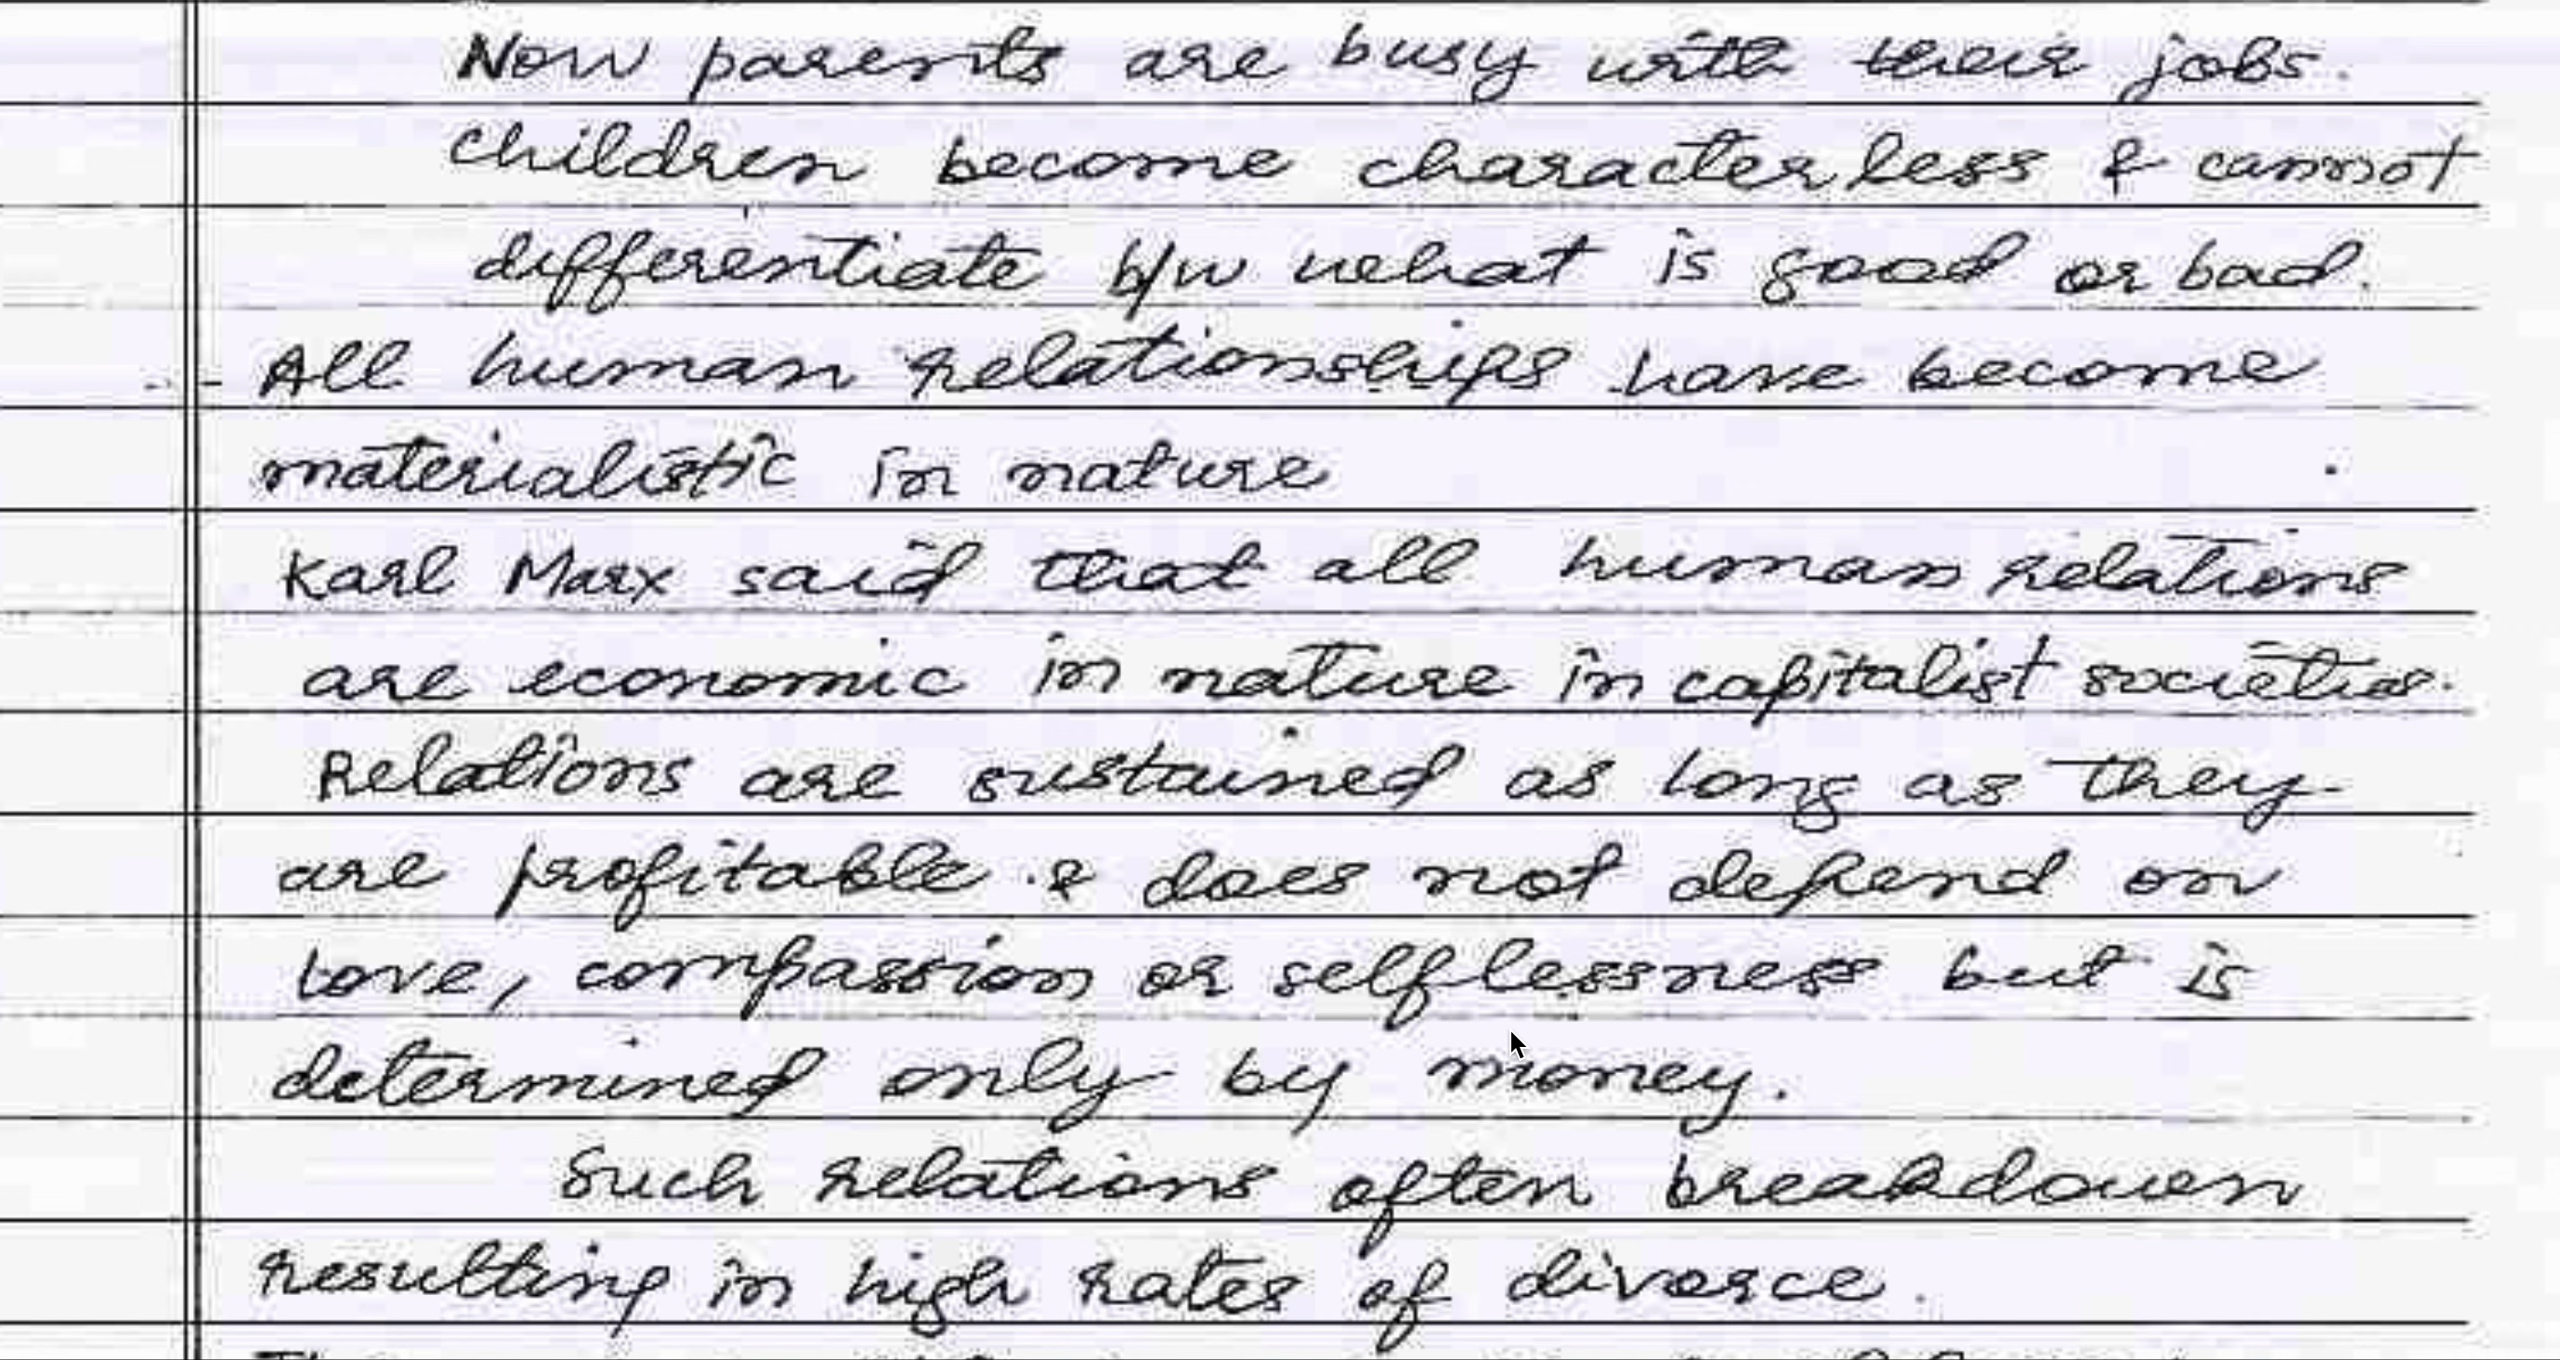 Now parents are busy with their jobs.
Children become characterless & cannot
differentiate b/w what is good or bad.
- All human relationships have become
materialistic in nature
Karl Marx said that all human relations
are economic in nature in capitalist societies.
Relations are sustained as long as they
are profitable & does not depend on
love, compassion or selflessness but is
determined only by money.
Such relations often breakdown
resulting in high rates of divorce.